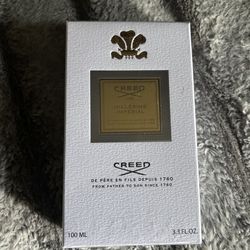 CREED
MILLESIME
IMPERIAL
CREED
DE PÈRE EN FILS DEPUIS 1760
FROM FATHER TO SON SINCE 1760
100 ML
3.3 FL.OZ.